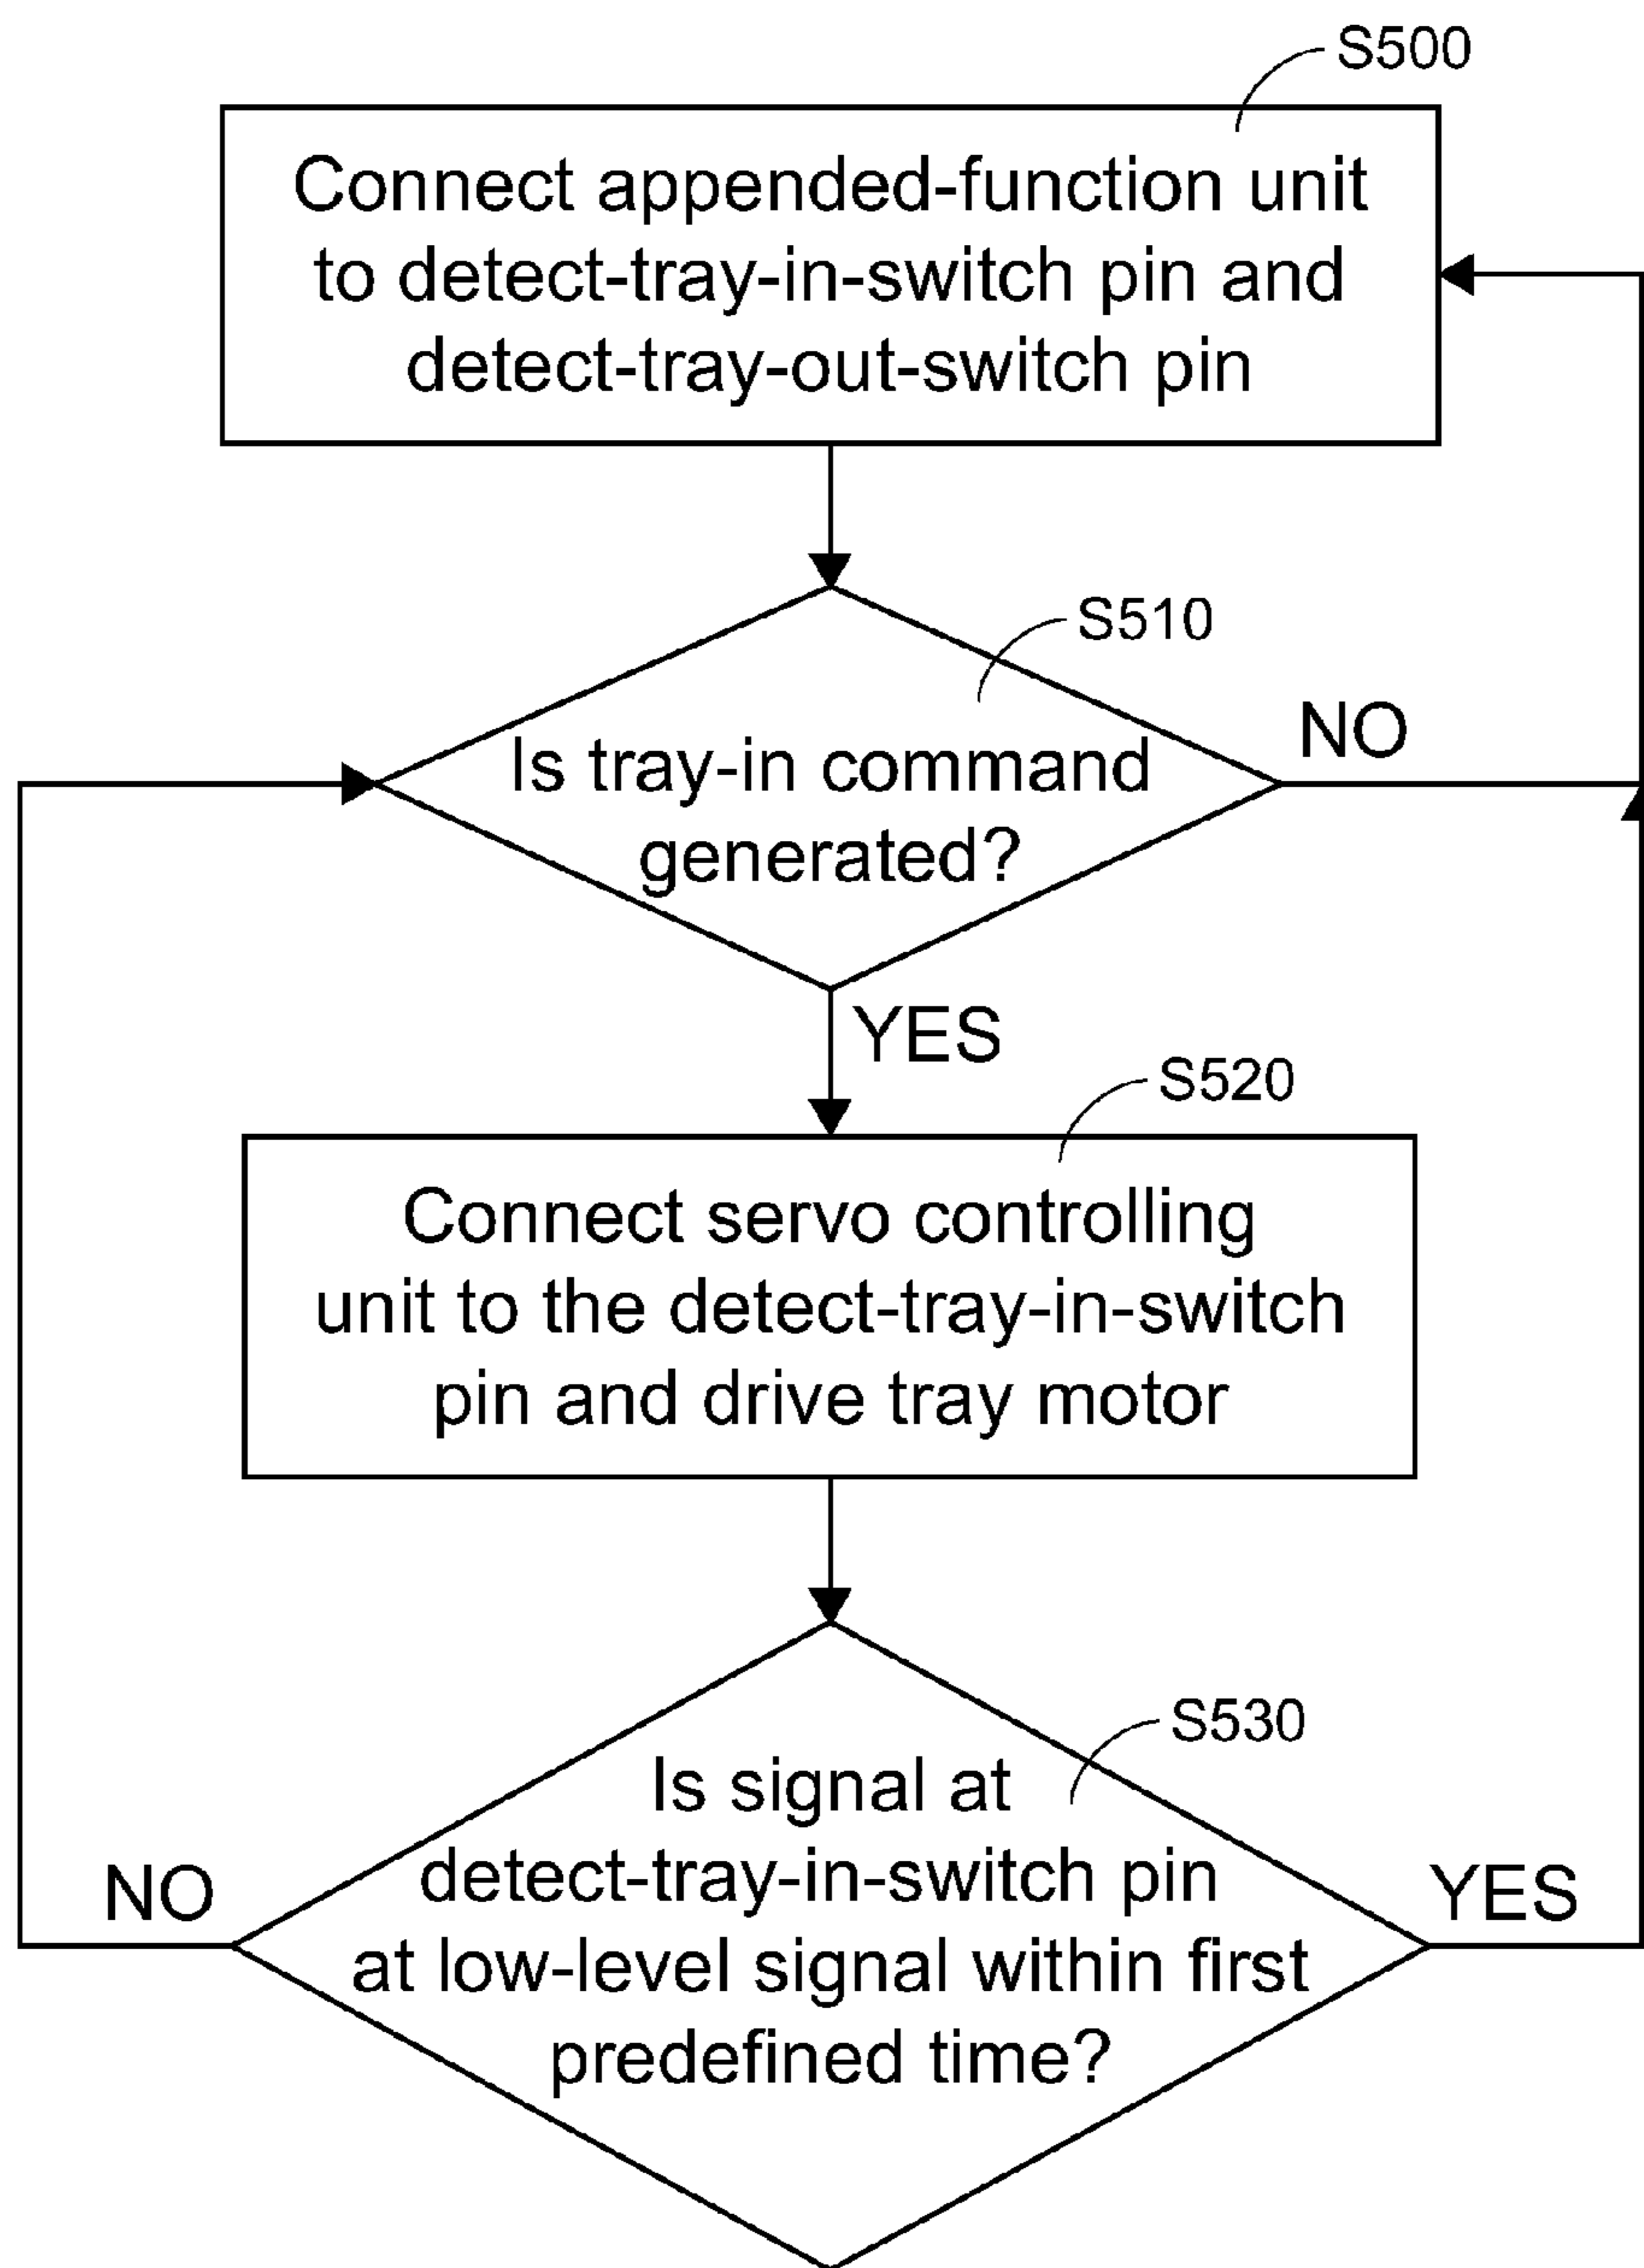 S500
Connect appended-function unit
to detect-tray-in-switch pin and
detect-tray-out-switch pin
S510
NO
Is tray-in command
generated?
YES
S520
Connect servo controlling
unit to the detect-tray-in-switch
pin and drive tray motor
S530
Is signal at
detect-tray-in-switch pin
at low-level signal within first
predefined time?
NO
YES